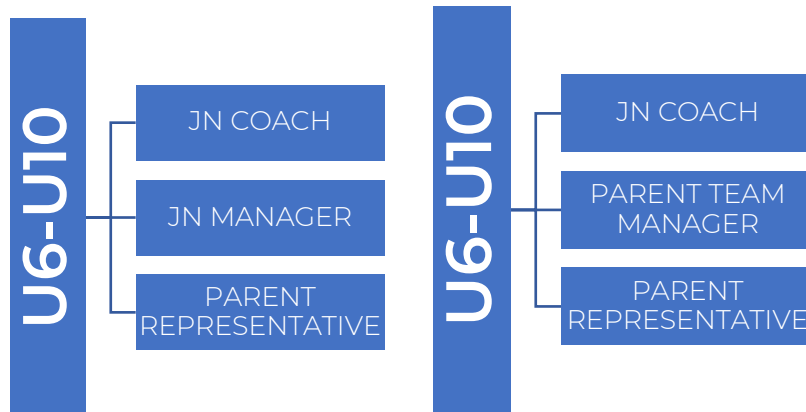 U6-U10
JN COACH
JN MANAGER
PARENT
REPRESENTATIVE
U6-U10
JN COACH
PARENT TEAM
MANAGER
PARENT
REPRESENTATIVE